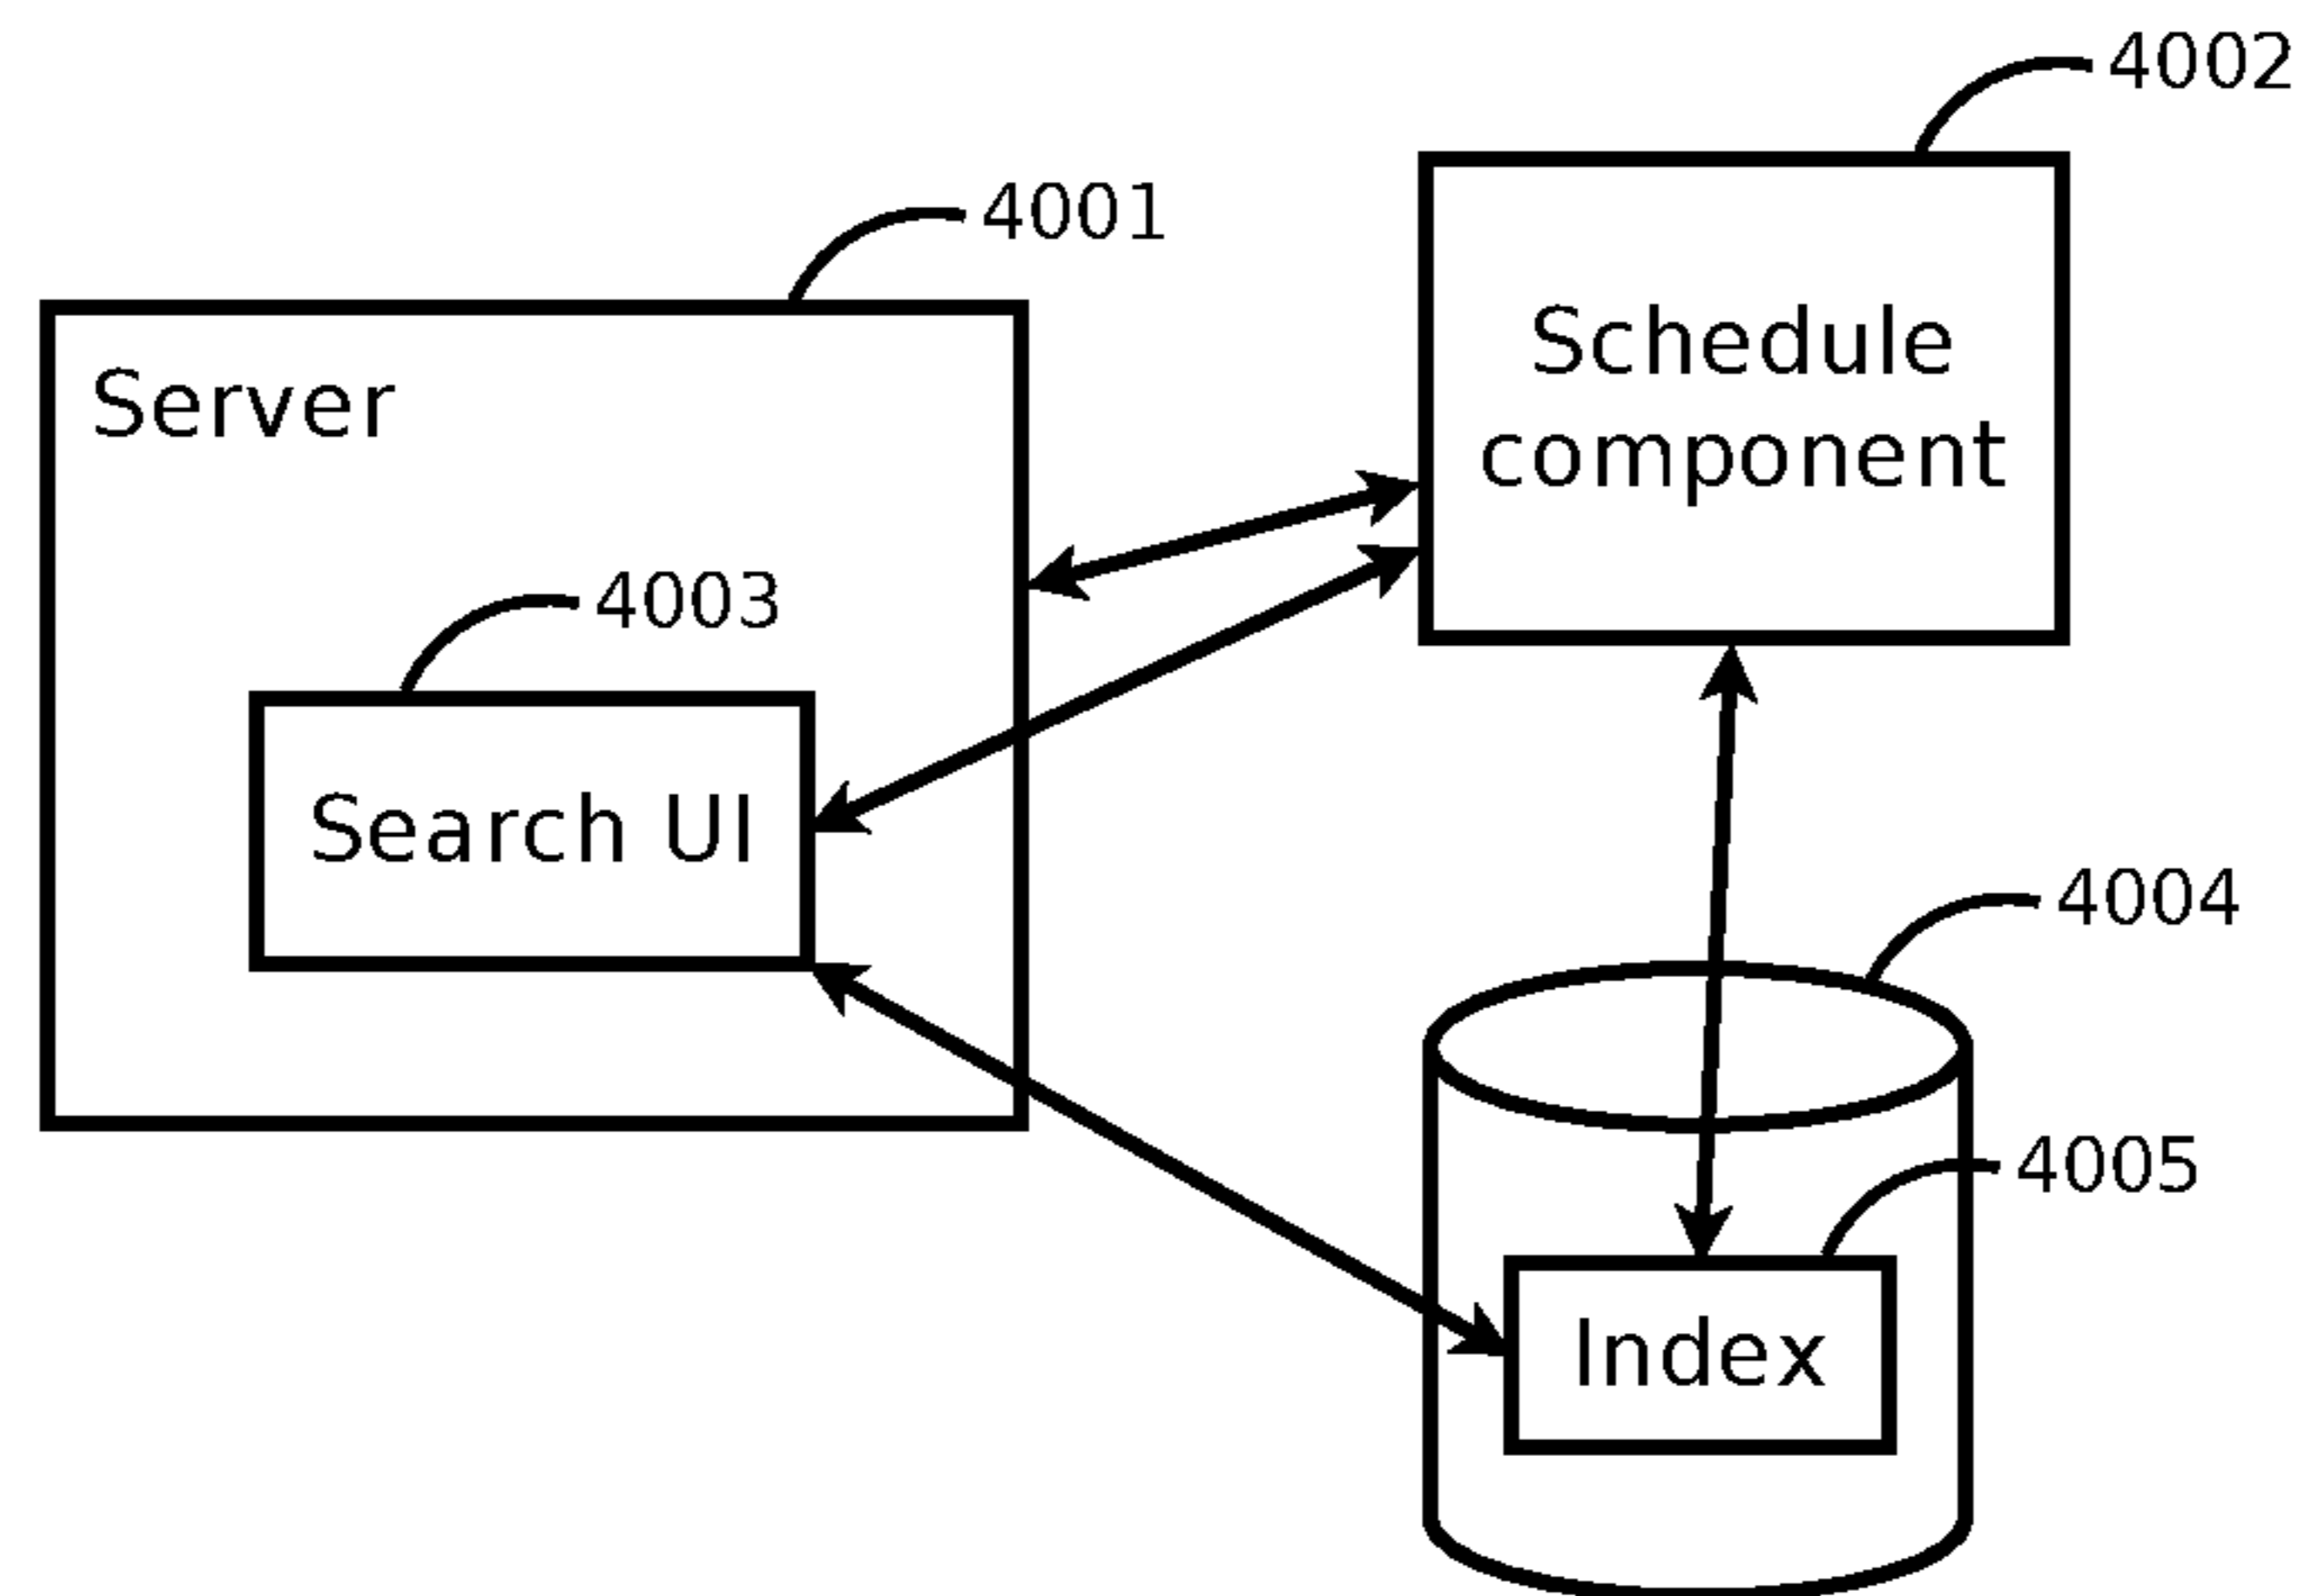 4002
4001
Schedule
component
Server
4003
Search UI
4004
4005
Index